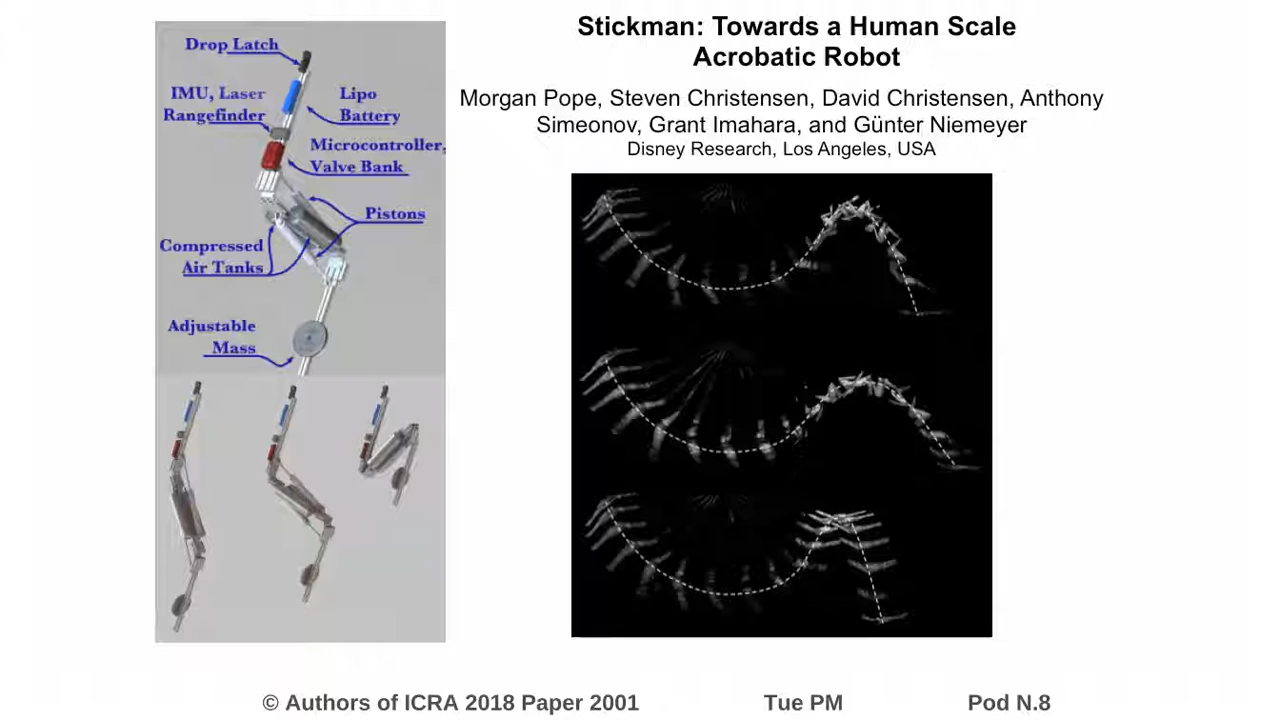 Stickman: Towards a Human Scale
Acrobatic Robot
Morgan Pope, Steven Christensen, David Christensen, Anthony
Simeonov, Grant Imahara, and Günter Niemeyer
Disney Research, Los Angeles, USA
Drop Latch
IMU, Laser
Rangefinder
Lipo
Battery
Microcontroller,
Valve Bank
Pistons
Compressed
Air Tanks
Adjustable
Mass
© Authors of ICRA 2018 Paper 2001 Tue PM Pod N.8